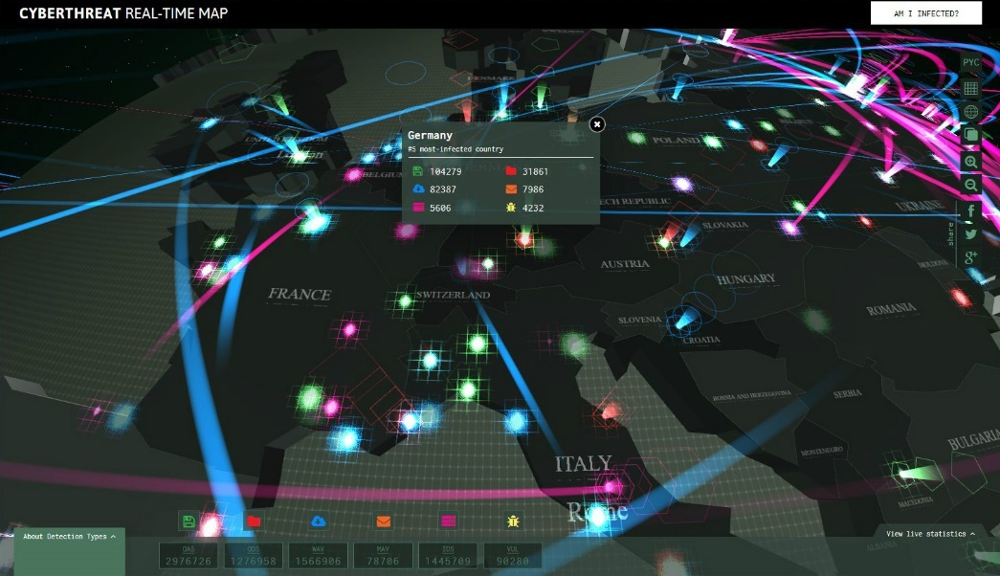 CYBERTHREAT REAL-TIME MAP
AM I INFECTED?
DENMARK
РУС
Germany
#5 most-infected country
104279 31861
82387 7986
5606 4232
London
BELGIUM
POLAND
BELARUS
CZECH REPUBLIC
UKRAINE
SLOVAKIA
share
MOLDOVA
AUSTRIA
HUNGARY
FRANCE
SWITZERLAND
SLOVENIA
ROMANIA
CROATIA
BOSNIA AND HERZEGOVINA
SERBIA
BULGARIA
MONTENEGRO
ITALY
Rome
MACEDONIA
ALBANIA
About Detection Types
View live statistics
OAS ODS WAV MAV IDS VUL
2976726 1276958 1566906 78706 1445709 90280